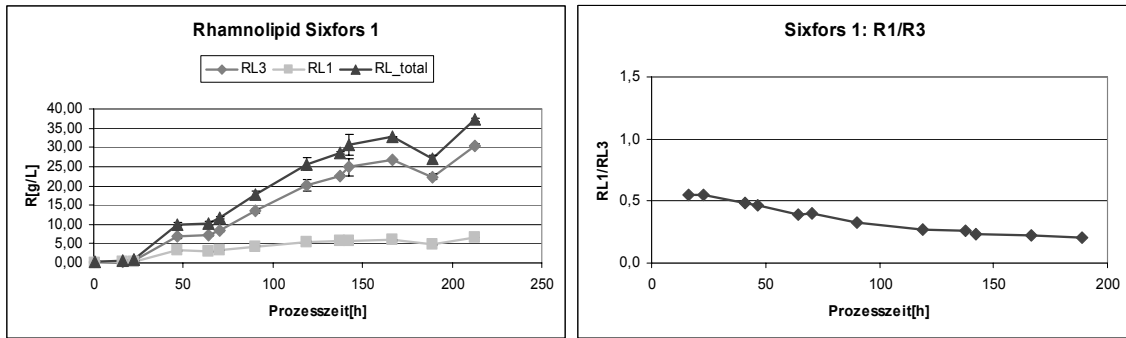 Rhamnolipid Sixfors 1
RL3 RL1 RL_total
40,00
35,00
30,00
25,00
20,00
15,00
10,00
5,00
0,00
R[g/L]
0 50 100 150 200 250
Prozesszeit[h]
Sixfors 1: R1/R3
1,5
1,0
0,5
0,0
RL1/RL3
0 50 100 150 200
Prozesszeit[h]